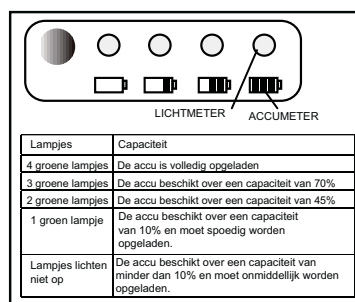 LICHTMETER
ACCUMETER
Lampjes Capaciteit
4 groene lampjes De accu is volledig opgeladen
3 groene lampjes De accu beschikt over een capaciteit van 70%
2 groene lampjes De accu beschikt over een capaciteit van 45%
1 groen lampje De accu beschikt over een capaciteit
van 10% en moet spoedig worden
opgeladen.
Lampjes lichten De accu beschikt over een capaciteit van
niet op minder dan 10% en moet onmiddellijk worden
opgeladen.